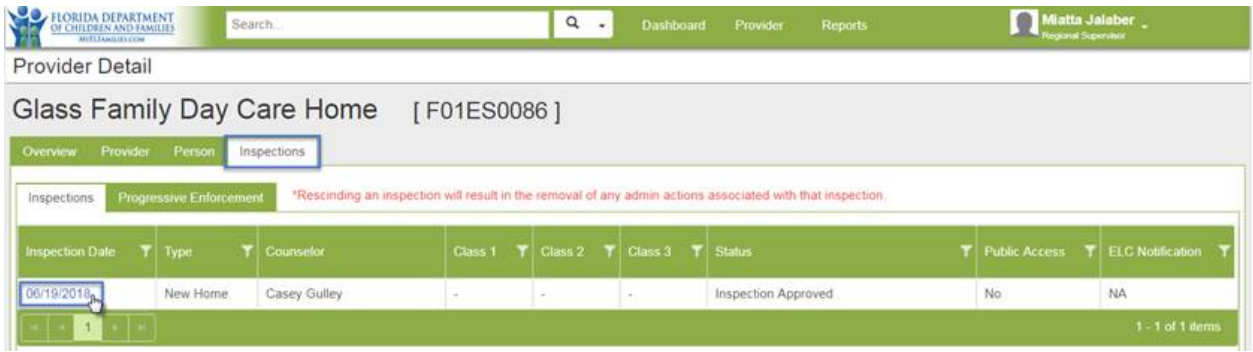 FLORIDA DEPARTMENT
OF CHILDREN AND FAMILIES
MYFLFAMILIES.COM
Search...
Dashboard Provider Reports
Miatta Jalaber
Regional Supervisor
Provider Detail
Glass Family Day Care Home [ F01ES0086 ]
Overview Provider Person Inspections
Inspections Progressive Enforcement *Rescinding an inspection will result in the removal of any admin actions associated with that inspection.
Inspection Date Type Counselor Class 1 Class 2 Class 3 Status Public Access ELC Notification
06/19/2018 New Home Casey Gulley - - - Inspection Approved No NA
1 1 - 1 of 1 items